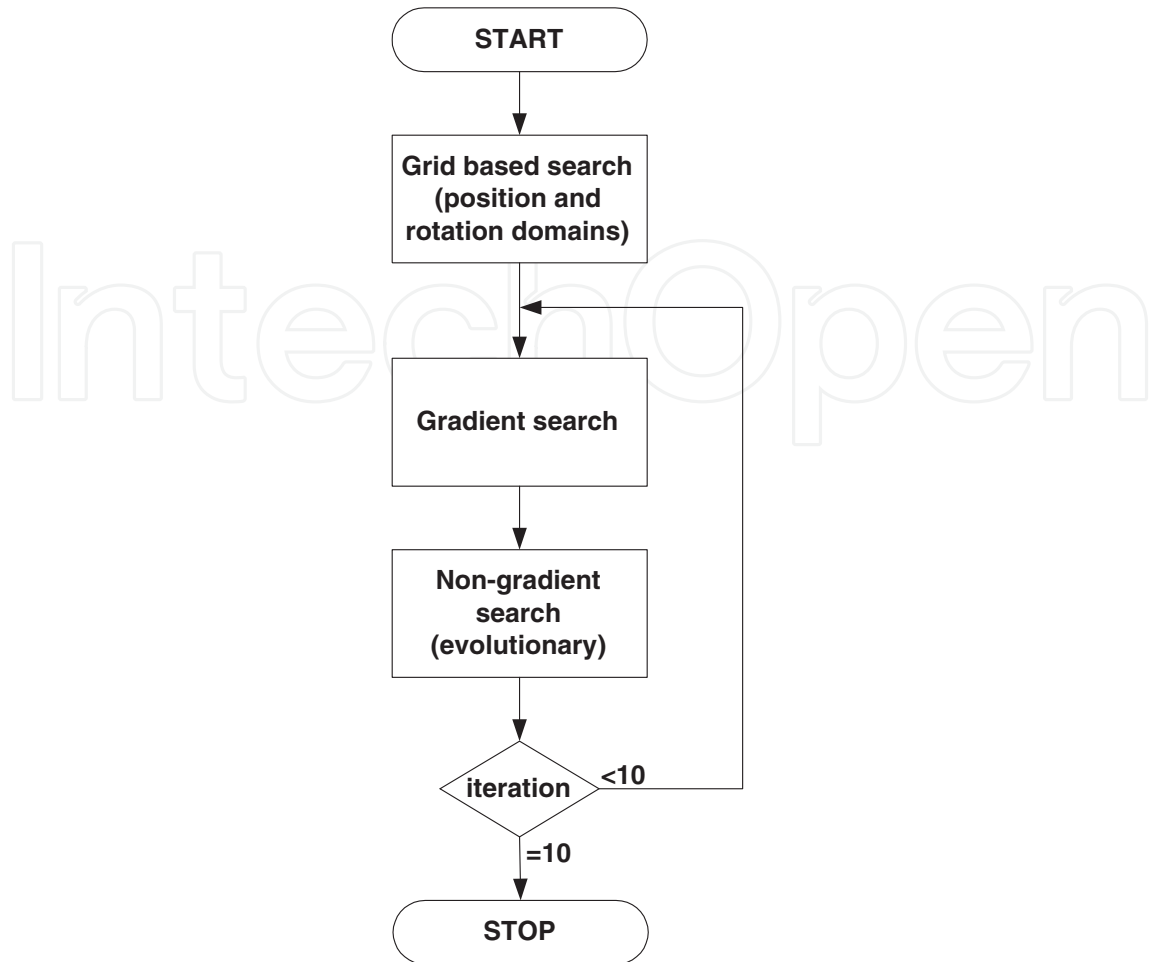 START
Grid based search
(position and
rotation domains)
IntechOpen
Gradient search
Non-gradient
search
(evolutionary)
iteration
<10
=10
STOP